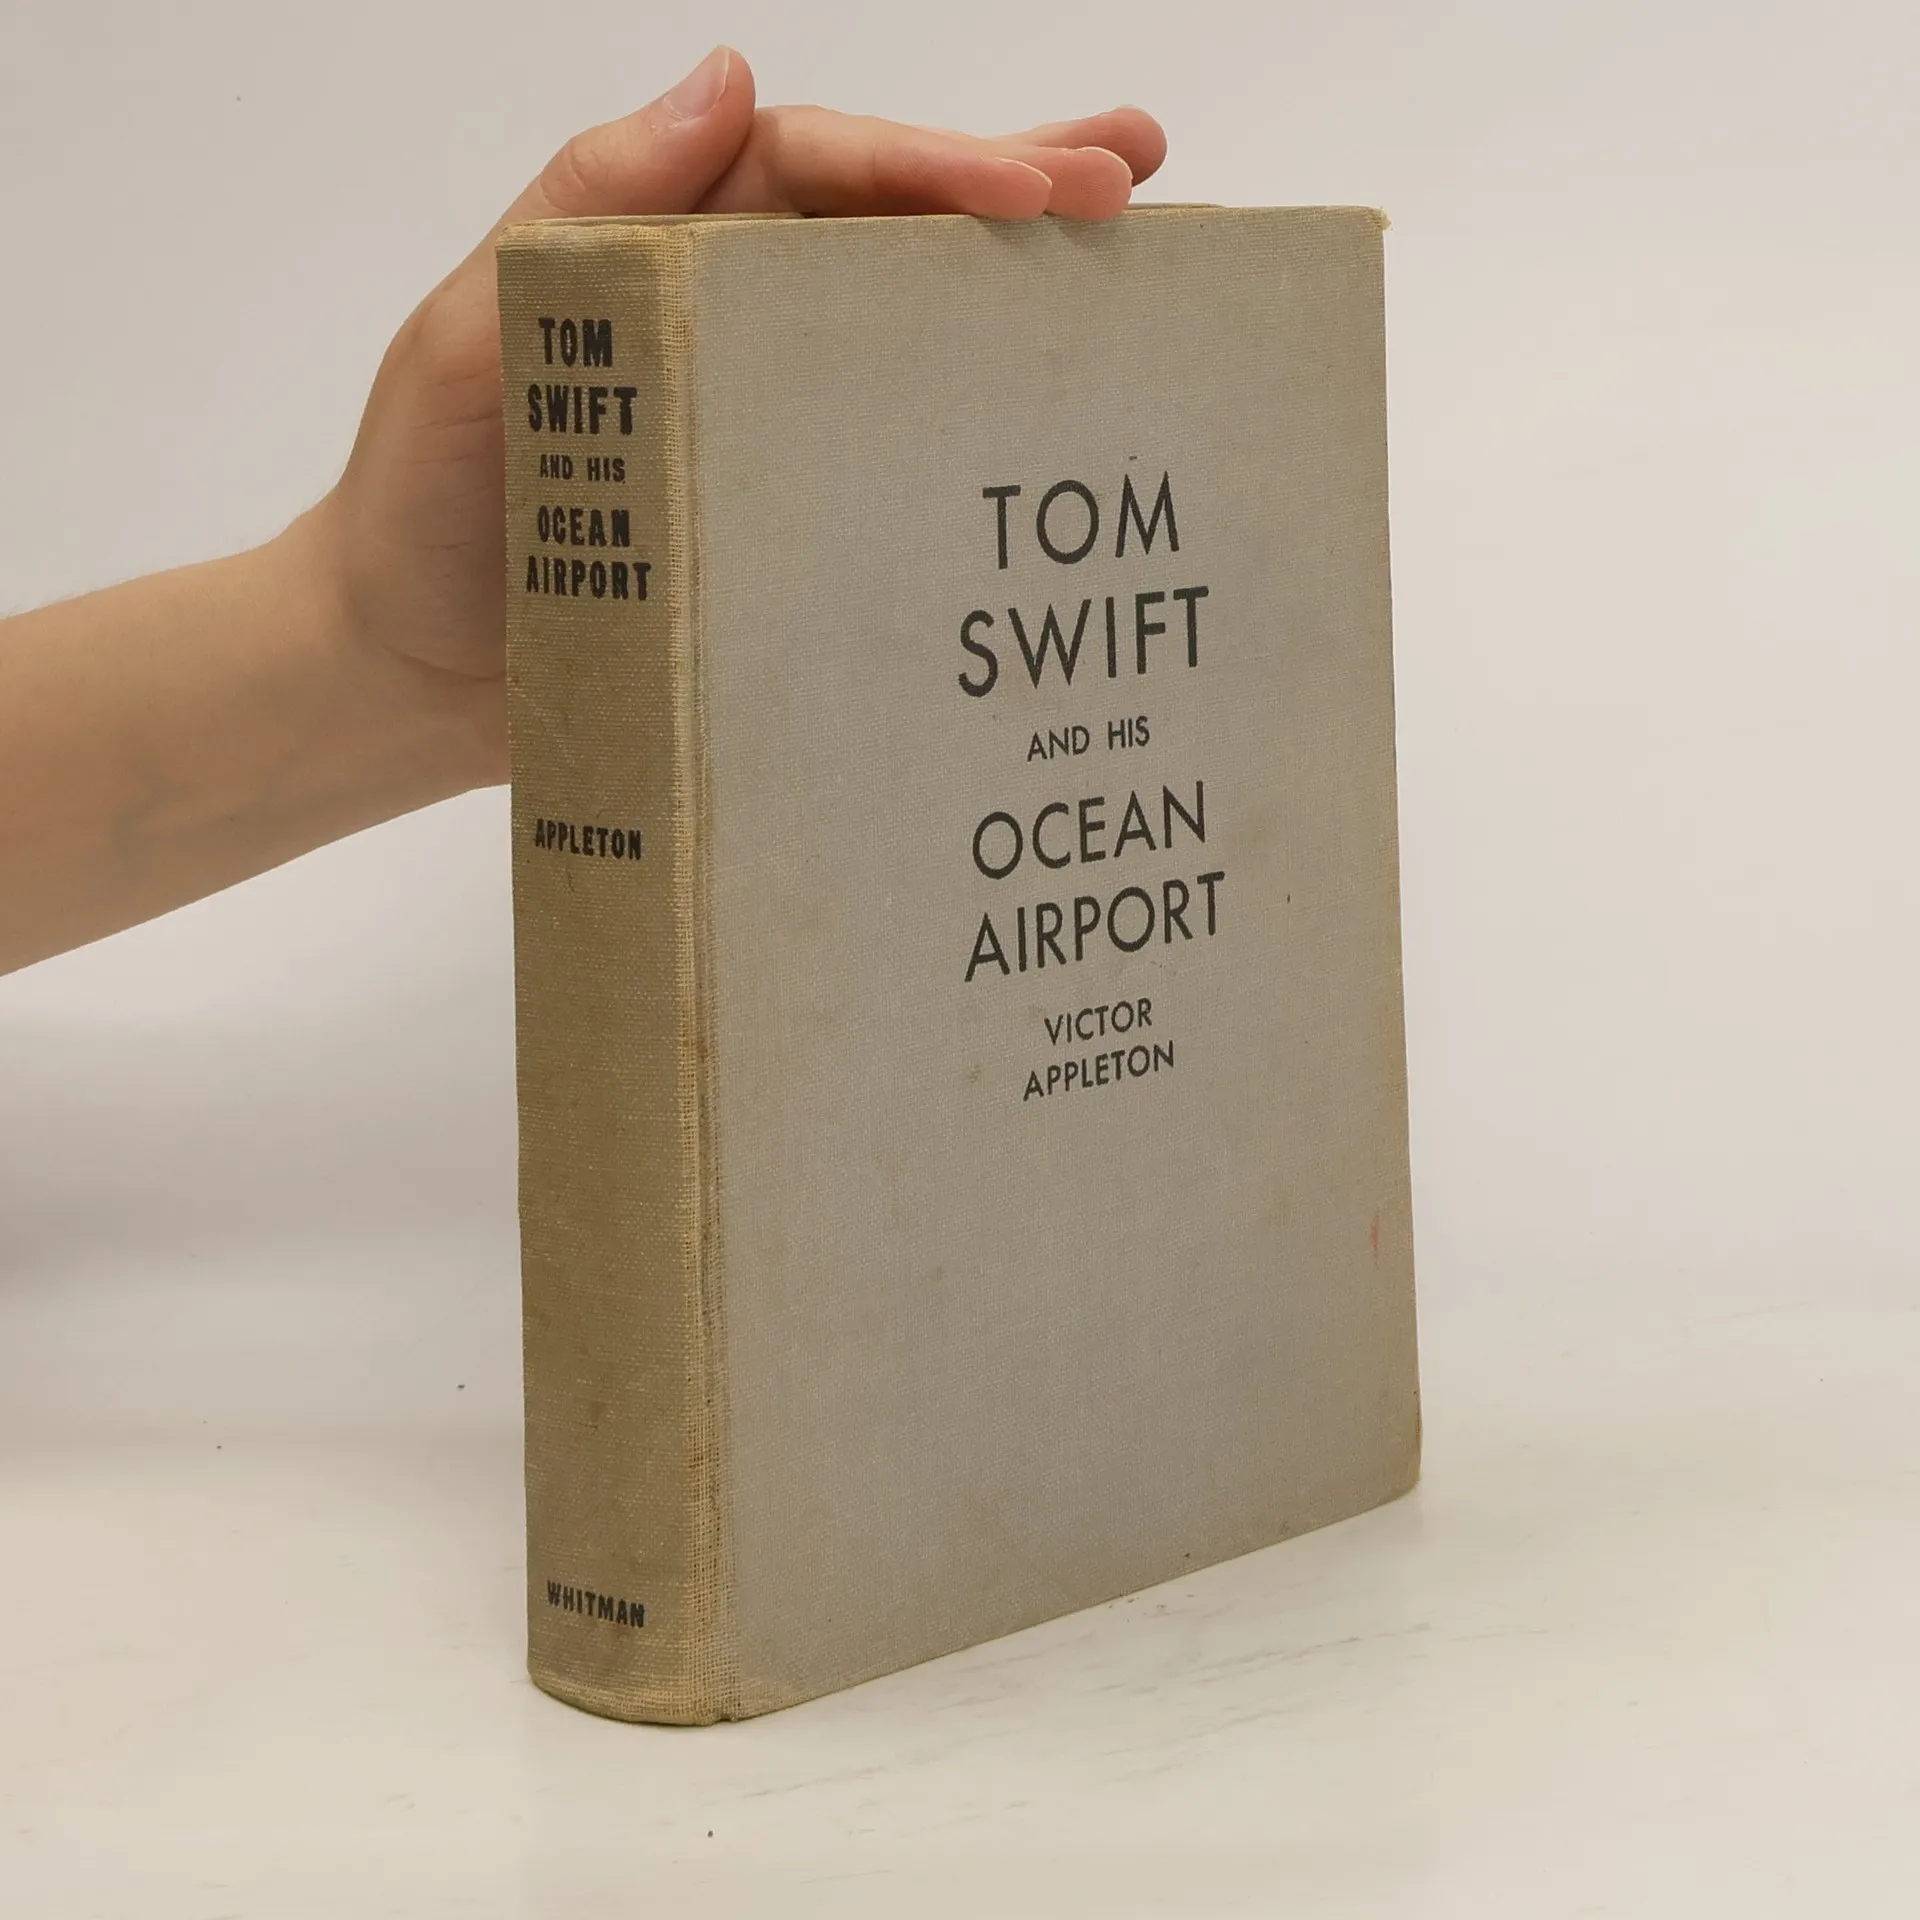 TOM
SWIFT
AND HIS
OCEAN
AIRPORT
APPLETON
WHITMAN
TOM
SWIFT
AND HIS
OCEAN
AIRPORT
VICTOR
APPLETON